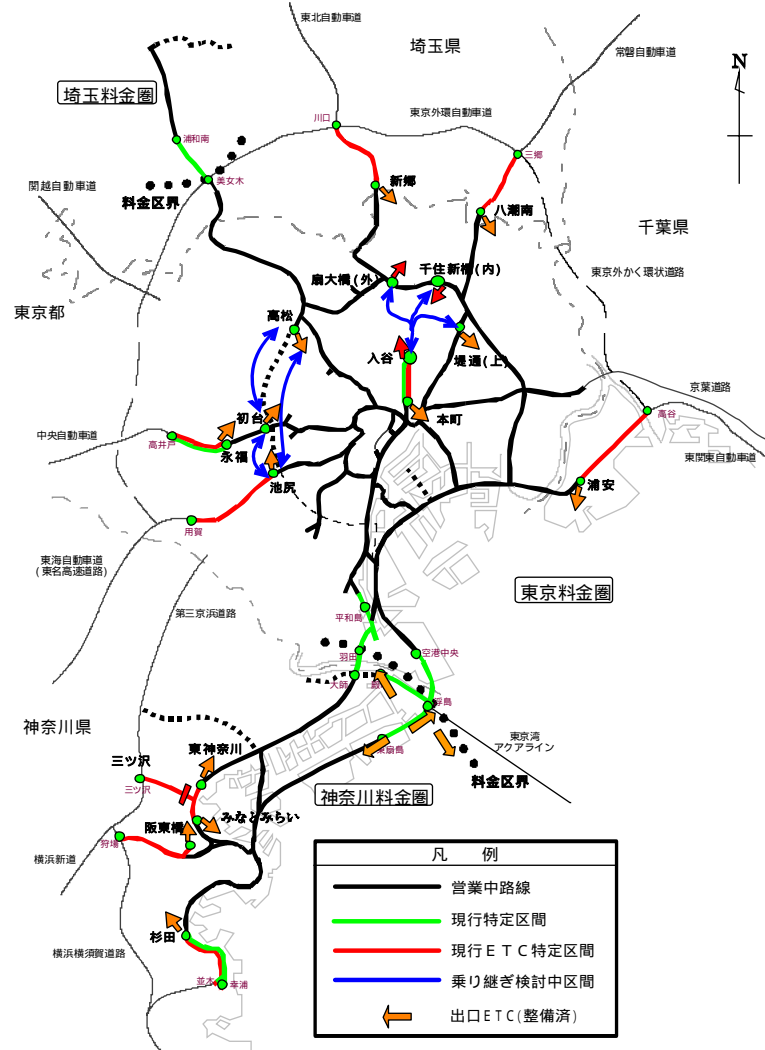 東北自動車道
埼玉県
常磐自動車道
N
埼玉料金圏
川口
東京外環自動車道
浦和南
三郷
関越自動車道
美女木
料金区界
新郷
八潮南
千葉県
扇大橋(外)
千住新橋(内)
東京外かく環状道路
東京都
高松
堤通(上)
入谷
京葉道路
初台
本町
高谷
中央自動車道
高井戸
永福
東関東自動車道
池尻
浦安
用賀
東海自動車道
(東名高速道路)
東京料金圏
第三京浜道路
平和島
羽田
空港中央
大師
浮島
神奈川県
東京湾
アクアライン
東神奈川
東扇島
三ツ沢
三ツ沢
料金区界
神奈川料金圏
みなとみらい
阪東橋
狩場
横浜新道
凡 例
営業中路線
現行特定区間
現行ETC特定区間
乗り継ぎ検討中区間
出口ETC(整備済)
杉田
横浜横須賀道路
並木
幸浦